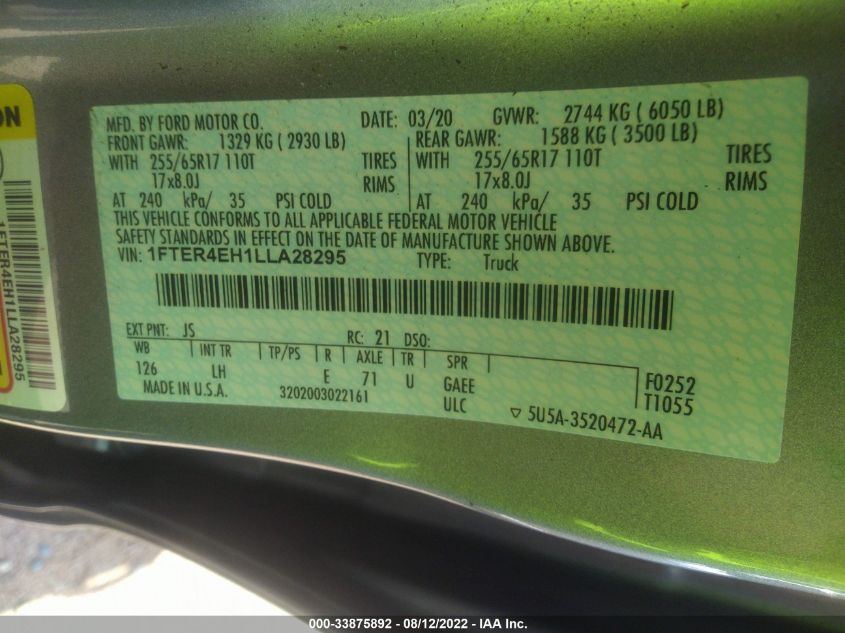 MFD. BY FORD MOTOR CO. DATE: 03/20 GVWR: 2744 KG ( 6050 LB)
FRONT GAWR: 1329 KG ( 2930 LB) REAR GAWR: 1588 KG ( 3500 LB)
WITH 255/65R17 110T TIRES WITH 255/65R17 110T TIRES
17x8.0J RIMS 17x8.0J RIMS
AT 240 kPa/ 35 PSI COLD AT 240 kPa/ 35 PSI COLD
THIS VEHICLE CONFORMS TO ALL APPLICABLE FEDERAL MOTOR VEHICLE
SAFETY STANDARDS IN EFFECT ON THE DATE OF MANUFACTURE SHOWN ABOVE.
VIN: 1FTER4EH1LLA28295 TYPE: Truck
EXT PNT: JS RC: 21 DSO:
WB INT TR TP/PS R AXLE TR SPR
126 LH E 71 U GAEE F0252
MADE IN U.S.A. 3202003022161 ULC T1055
5U5A-3520472-AA
ON
1FTER4EH1LLA28295
000-33875892 - 08/12/2022 - IAA Inc.